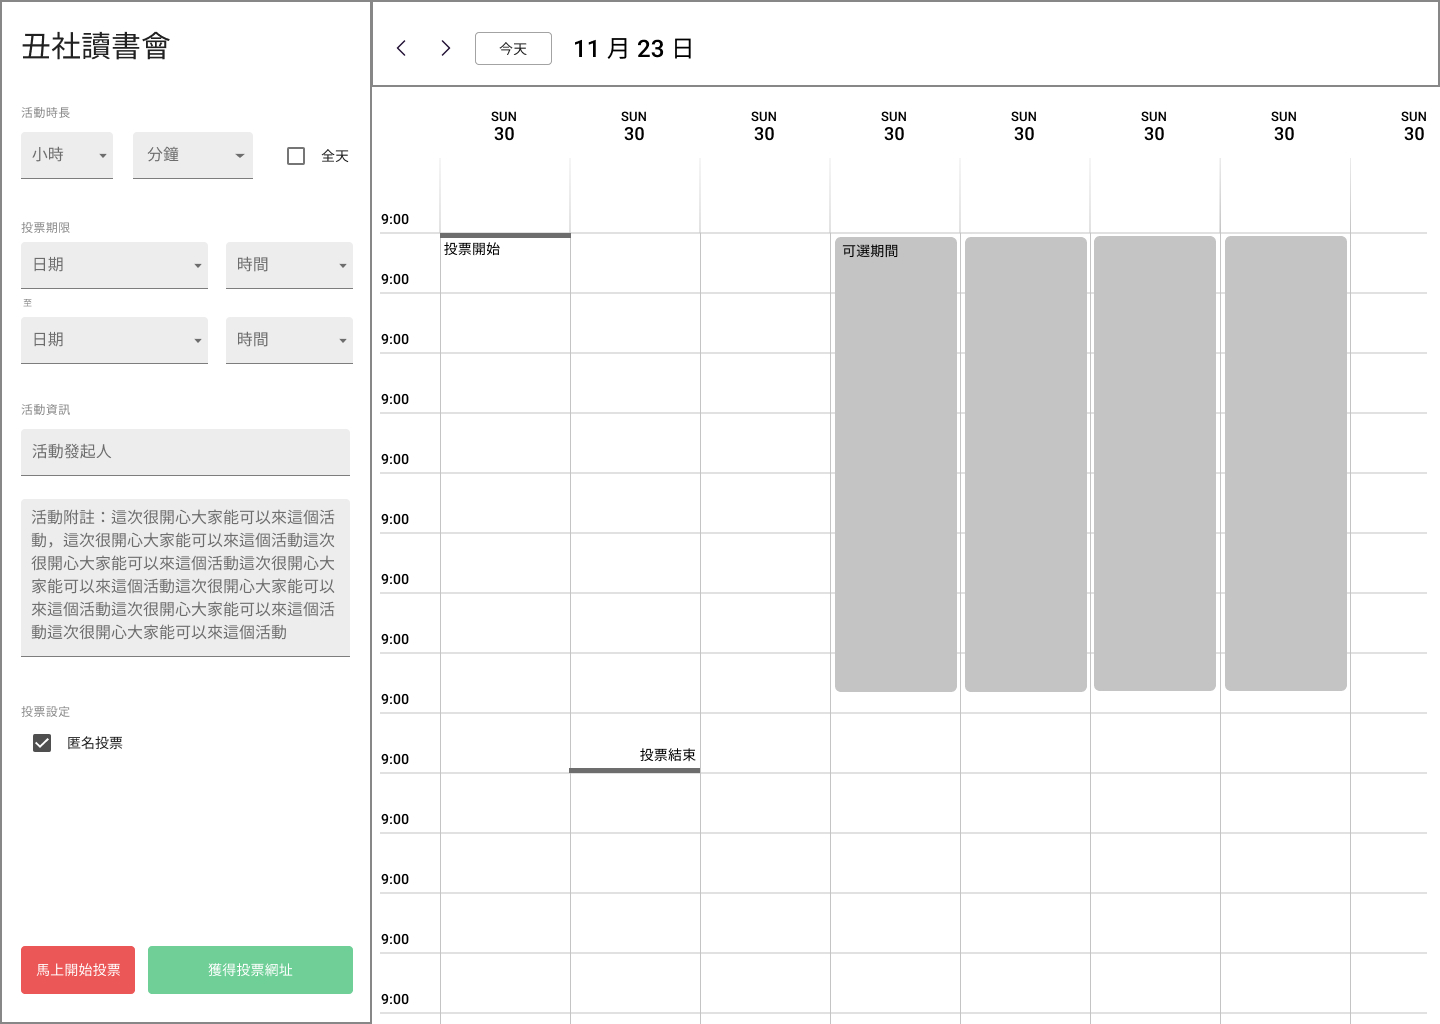 丑社讀書會
活動時長
小時
分鐘
全天
投票期限
日期
時間
至
日期
時間
活動資訊
活動發起人
活動附註：這次很開心大家能可以來這個活
動，這次很開心大家能可以來這個活動這次
很開心大家能可以來這個活動這次很開心大
家能可以來這個活動這次很開心大家能可以
來這個活動這次很開心大家能可以來這個活
動這次很開心大家能可以來這個活動
投票設定
匿名投票
馬上開始投票
獲得投票網址
今天
11 月 23 日
SUN
30
SUN
30
SUN
30
SUN
30
SUN
30
SUN
30
SUN
30
SUN
30
9:00
投票開始
可選期間
9:00
9:00
9:00
9:00
9:00
9:00
9:00
9:00
投票結束
9:00
9:00
9:00
9:00
9:00